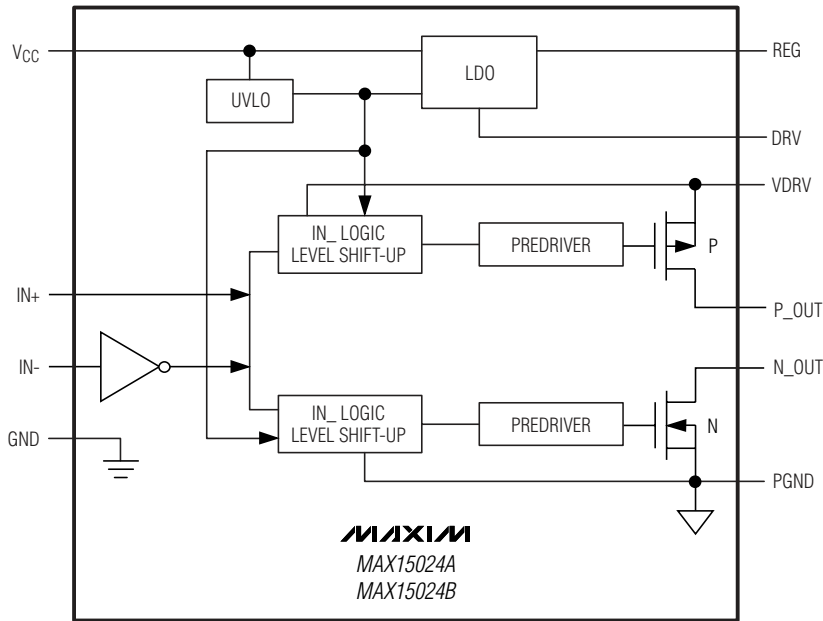 VCC
REG
LDO
UVLO
DRV
VDRV
IN_ LOGIC
LEVEL SHIFT-UP
PREDRIVER
P
IN+
P_OUT
IN-
N_OUT
IN_ LOGIC
LEVEL SHIFT-UP
PREDRIVER
N
GND
PGND
MAXIM
MAX15024A
MAX15024B